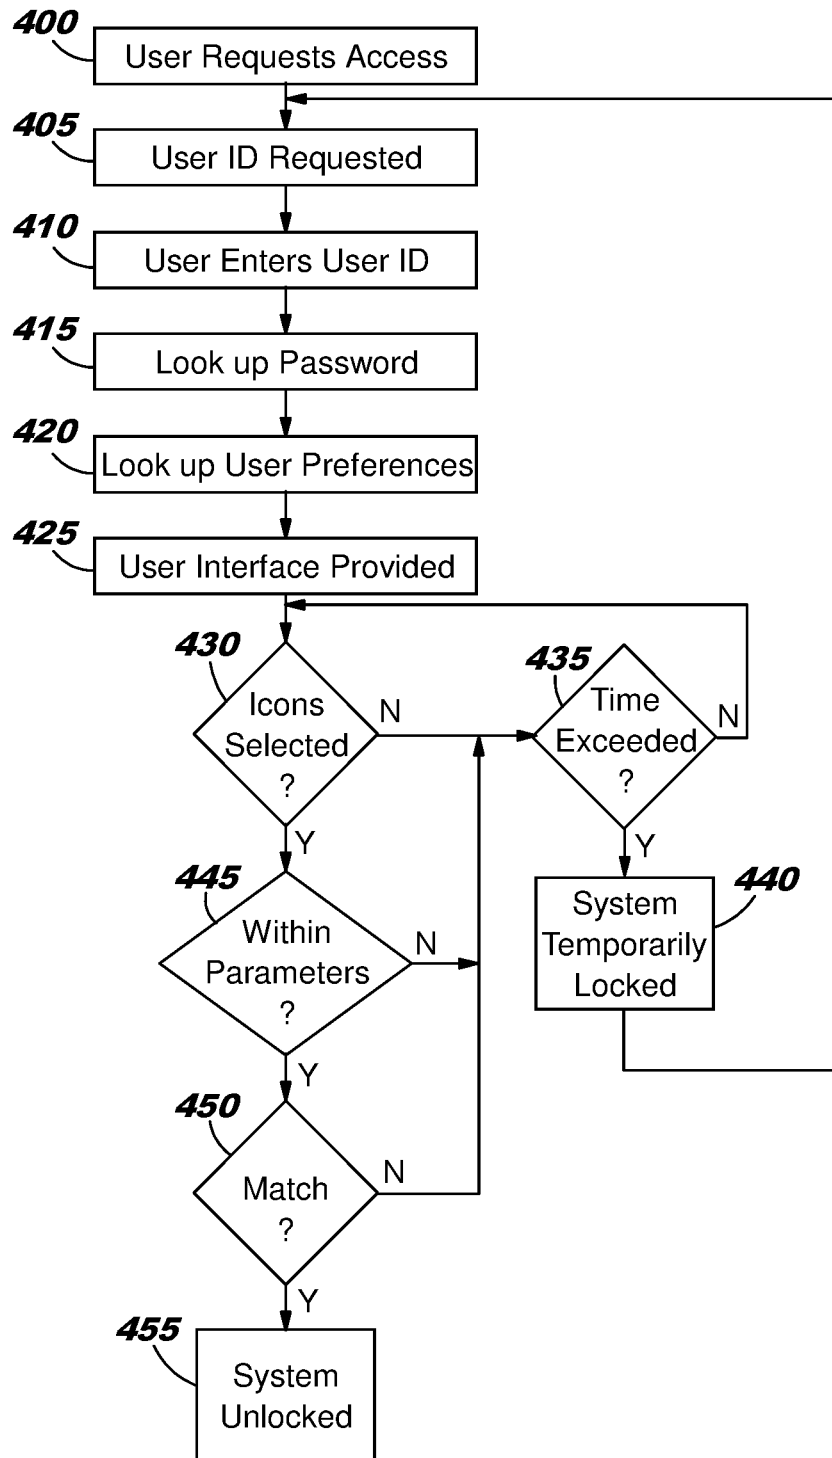 400
User Requests Access
405
User ID Requested
410
User Enters User ID
415
Look up Password
420
Look up User Preferences
425
User Interface Provided
430
Icons
Selected
?
N
Y
435
Time
Exceeded
?
N
Y
440
System
Temporarily
Locked
445
Within
Parameters
?
N
Y
450
Match
?
N
Y
455
System
Unlocked